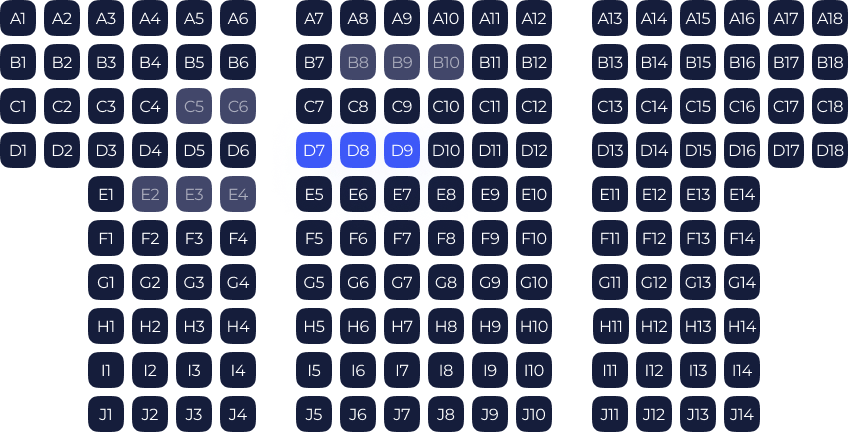 A1 A2 A3 A4 A5 A6 A7 A8 A9 A10 A11 A12 A13 A14 A15 A16 A17 A18
B1 B2 B3 B4 B5 B6 B7 B8 B9 B10 B11 B12 B13 B14 B15 B16 B17 B18
C1 C2 C3 C4 C5 C6 C7 C8 C9 C10 C11 C12 C13 C14 C15 C16 C17 C18
D1 D2 D3 D4 D5 D6 D7 D8 D9 D10 D11 D12 D13 D14 D15 D16 D17 D18
E1 E2 E3 E4 E5 E6 E7 E8 E9 E10 E11 E12 E13 E14
F1 F2 F3 F4 F5 F6 F7 F8 F9 F10 F11 F12 F13 F14
G1 G2 G3 G4 G5 G6 G7 G8 G9 G10 G11 G12 G13 G14
H1 H2 H3 H4 H5 H6 H7 H8 H9 H10 H11 H12 H13 H14
I1 I2 I3 I4 I5 I6 I7 I8 I9 I10 I11 I12 I13 I14
J1 J2 J3 J4 J5 J6 J7 J8 J9 J10 J11 J12 J13 J14